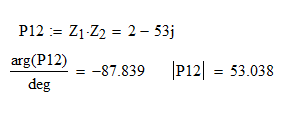 P12 := Z₁·Z₂ = 2 − 53j
arg(P12)/deg = −87.839   |P12| = 53.038